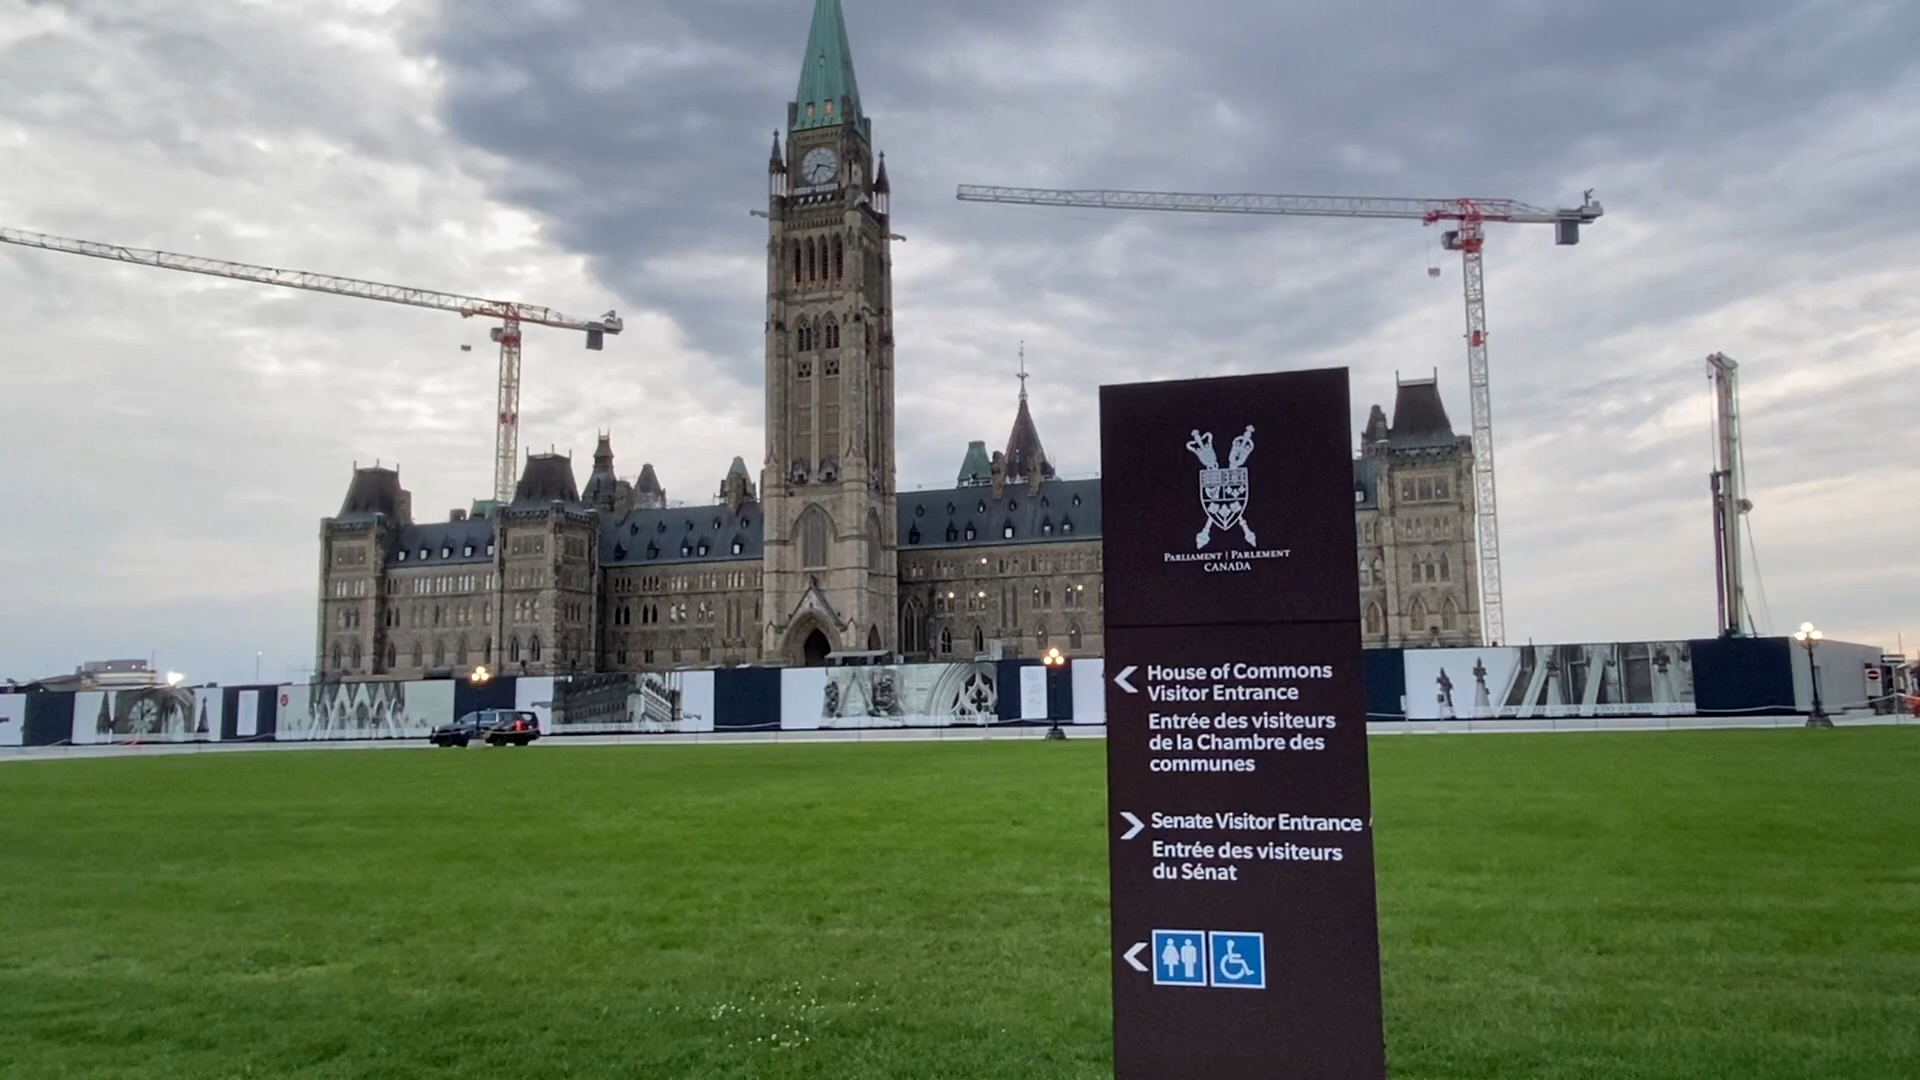 PARLIAMENT | PARLEMENT
CANADA
House of Commons
Visitor Entrance
Entrée des visiteurs
de la Chambre des
communes
Senate Visitor Entrance
Entrée des visiteurs
du Sénat